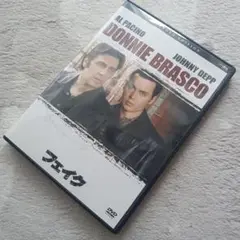 AL PACINO
JOHNNY DEPP
DONNIE BRASCO
フェイク
DVD